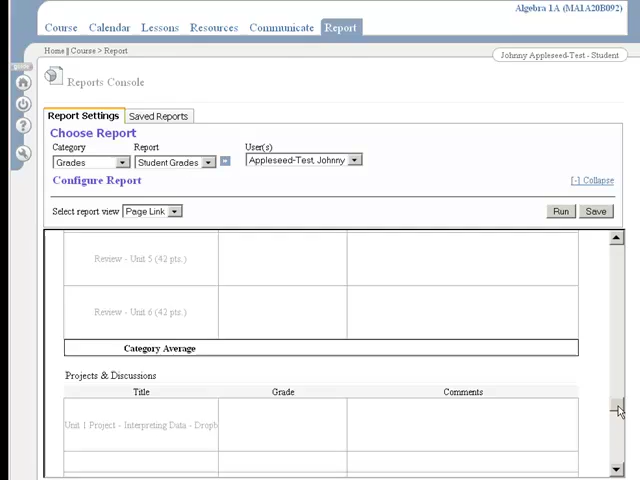 Algebra 1A (MA1A20B092)
Course Calendar Lessons Resources Communicate Report
Home || Course > Report
Johnny Appleseed-Test - Student
Reports Console
Report Settings Saved Reports
Choose Report
Category Report User(s)
Grades Student Grades Appleseed-Test, Johnny
Configure Report [-] Collapse
Select report view Page Link Run Save
Review - Unit 5 (42 pts.)
Review - Unit 6 (42 pts.)
Category Average
Projects & Discussions
Title Grade Comments
Unit 1 Project - Interpreting Data - Dropb